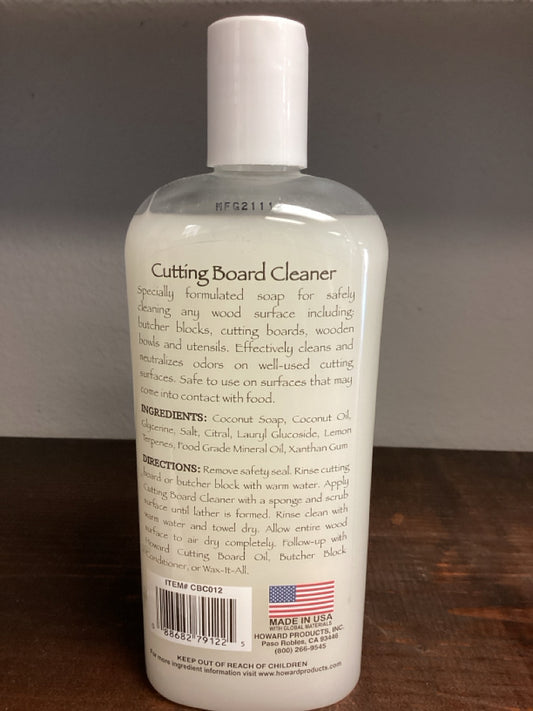 MFG2111
Cutting Board Cleaner
Specially formulated soap for safely
cleaning any wood surface including:
butcher blocks, cutting boards, wooden
bowls and utensils. Effectively cleans and
neutralizes odors on well-used cutting
surfaces. Safe to use on surfaces that may
come into contact with food.
INGREDIENTS: Coconut Soap, Coconut Oil,
Glycerine, Salt, Citral, Lauryl Glucoside, Lemon
Terpenes, Food Grade Mineral Oil, Xanthan Gum
DIRECTIONS: Remove safety seal. Rinse cutting
board or butcher block with warm water. Apply
Cutting Board Cleaner with a sponge and scrub
surface until lather is formed. Rinse clean with
warm water and towel dry. Allow entire wood
surface to air dry completely. Follow-up with
Howard Cutting Board Oil, Butcher Block
Conditioner, or Wax-It-All.
ITEM# CBC012
0 88682 79122 5
MADE IN USA
WITH GLOBAL MATERIALS
HOWARD PRODUCTS, INC.
Paso Robles, CA 93446
(800) 266-9545
KEEP OUT OF REACH OF CHILDREN
For more ingredient information visit www.howardproducts.com